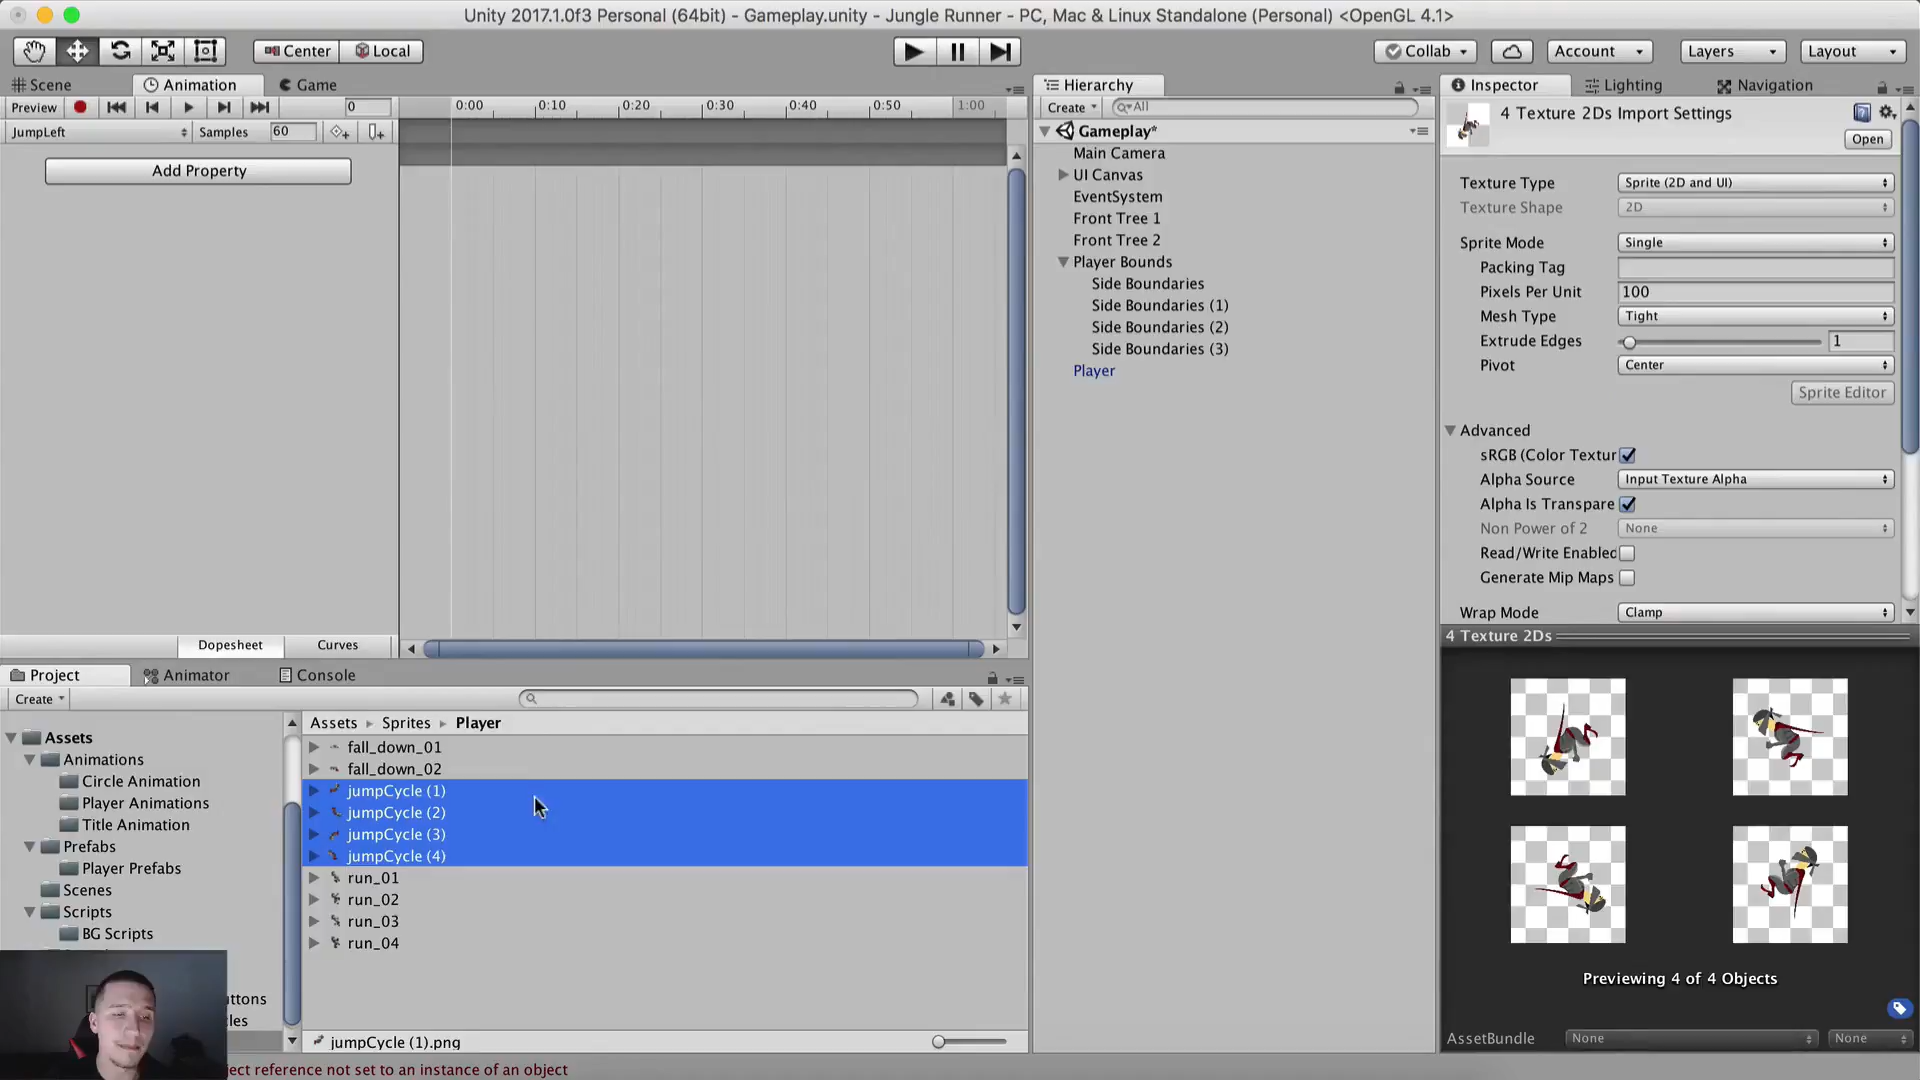 Unity 2017.1.0f3 Personal (64bit) - Gameplay.unity - Jungle Runner - PC, Mac & Linux Standalone (Personal) <OpenGL 4.1>
Center Local Collab Account Layers Layout
Scene Animation Game
Preview 0 0:00 0:10 0:20 0:30 0:40 0:50 1:00
JumpLeft Samples 60
Add Property
Dopesheet Curves
Hierarchy
Create All
Gameplay*
Main Camera
UI Canvas
EventSystem
Front Tree 1
Front Tree 2
Player Bounds
Side Boundaries
Side Boundaries (1)
Side Boundaries (2)
Side Boundaries (3)
Player
Inspector Lighting Navigation
4 Texture 2Ds Import Settings
Open
Texture Type Sprite (2D and UI)
Texture Shape 2D
Sprite Mode Single
Packing Tag
Pixels Per Unit 100
Mesh Type Tight
Extrude Edges 1
Pivot Center
Sprite Editor
Advanced
sRGB (Color Textur
Alpha Source Input Texture Alpha
Alpha Is Transpare
Non Power of 2 None
Read/Write Enabled
Generate Mip Maps
Wrap Mode Clamp
4 Texture 2Ds
Previewing 4 of 4 Objects
AssetBundle None None
Project Animator Console
Create
Assets
Animations
Circle Animation
Player Animations
Title Animation
Prefabs
Player Prefabs
Scenes
Scripts
BG Scripts
uttons
les
Assets Sprites Player
fall_down_01
fall_down_02
jumpCycle (1)
jumpCycle (2)
jumpCycle (3)
jumpCycle (4)
run_01
run_02
run_03
run_04
jumpCycle (1).png
ject reference not set to an instance of an object